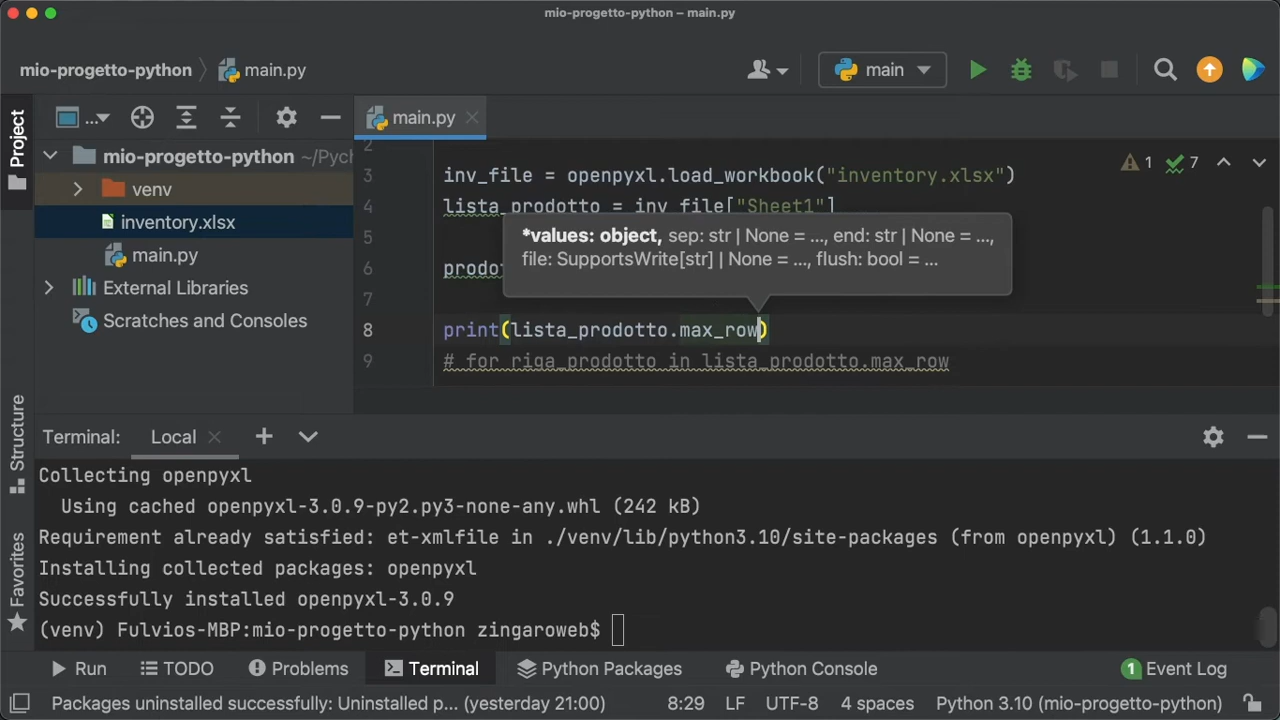 mio-progetto-python – main.py
mio-progetto-python
main.py
main
Project
...
main.py
mio-progetto-python ~/Pych
venv
inventory.xlsx
main.py
External Libraries
Scratches and Consoles
2
3 inv_file = openpyxl.load_workbook("inventory.xlsx")
1
7
4 lista_prodotto = inv_file["Sheet1"]
5
*values: object, sep: str | None = ..., end: str | None = ...,
file: SupportsWrite[str] | None = ..., flush: bool = ...
6 prodot
7
8 print(lista_prodotto.max_row)
9 # for riga_prodotto in lista_prodotto.max_row
Structure
Favorites
Terminal:
Local
Collecting openpyxl
Using cached openpyxl-3.0.9-py2.py3-none-any.whl (242 kB)
Requirement already satisfied: et-xmlfile in ./venv/lib/python3.10/site-packages (from openpyxl) (1.1.0)
Installing collected packages: openpyxl
Successfully installed openpyxl-3.0.9
(venv) Fulvios-MBP:mio-progetto-python zingaroweb$
Run
TODO
Problems
Terminal
Python Packages
Python Console
1 Event Log
Packages uninstalled successfully: Uninstalled p... (yesterday 21:00)
8:29
LF
UTF-8
4 spaces
Python 3.10 (mio-progetto-python)